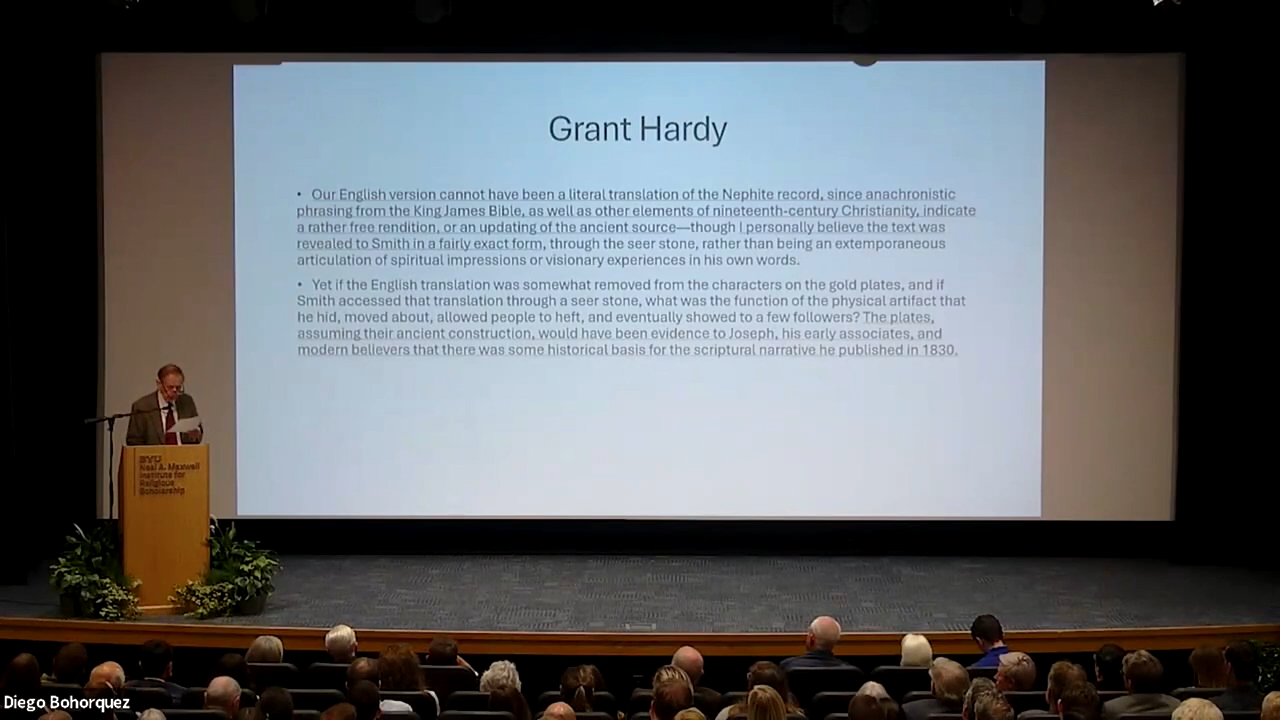 Grant Hardy
• Our English version cannot have been a literal translation of the Nephite record, since anachronistic
phrasing from the King James Bible, as well as other elements of nineteenth-century Christianity, indicate
a rather free rendition, or an updating of the ancient source—though I personally believe the text was
revealed to Smith in a fairly exact form, through the seer stone, rather than being an extemporaneous
articulation of spiritual impressions or visionary experiences in his own words.
• Yet if the English translation was somewhat removed from the characters on the gold plates, and if
Smith accessed that translation through a seer stone, what was the function of the physical artifact that
he hid, moved about, allowed people to heft, and eventually showed to a few followers? The plates,
assuming their ancient construction, would have been evidence to Joseph, his early associates, and
modern believers that there was some historical basis for the scriptural narrative he published in 1830.
BYU
Neal A. Maxwell
Institute for
Religious
Scholarship
Diego Bohorquez